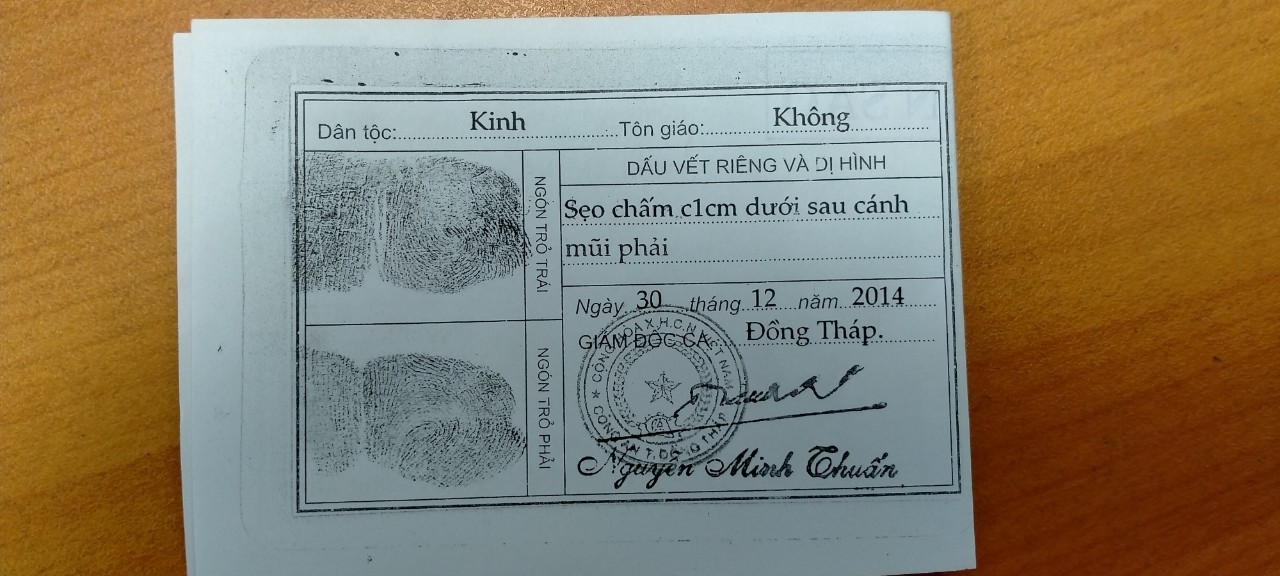 Dân tộc: Kinh Tôn giáo: Không
NGÓN TRỎ TRÁI
NGÓN TRỎ PHẢI
DẤU VẾT RIÊNG VÀ DỊ HÌNH
Sẹo chấm c1cm dưới sau cánh
mũi phải
Ngày 30 tháng 12 năm 2014
GIÁM ĐỐC CA Đồng Tháp.
CỘNG HÒA X.H.C.N VIỆT NAM
CÔNG AN T. ĐỒNG THÁP
Nguyễn Minh Thuấn